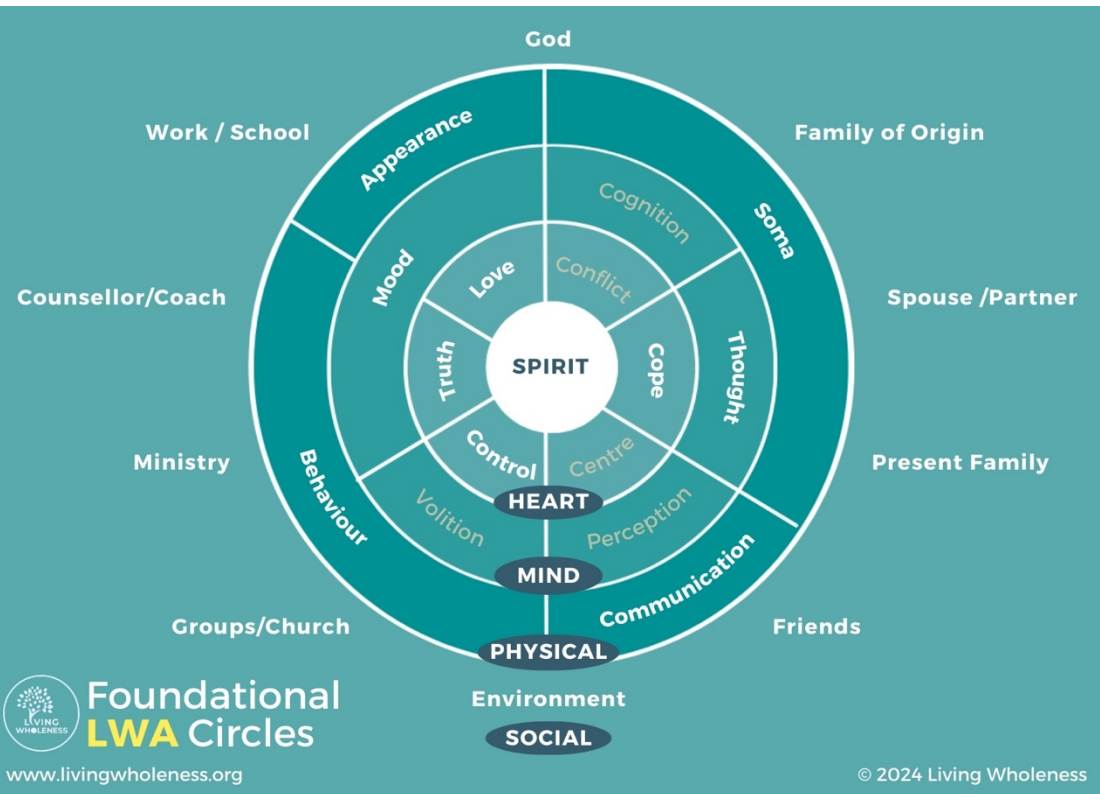 God
Work / School
Family of Origin
Appearance
Soma
Cognition
Mood
Love
Conflict
Counsellor/Coach
Spouse /Partner
Truth
SPIRIT
Cope
Thought
Ministry
Present Family
Behaviour
Control
Centre
HEART
Volition
Perception
MIND
Communication
PHYSICAL
Groups/Church
Friends
Environment
SOCIAL
LIVING
WHOLENESS
Foundational
LWA Circles
www.livingwholeness.org
© 2024 Living Wholeness